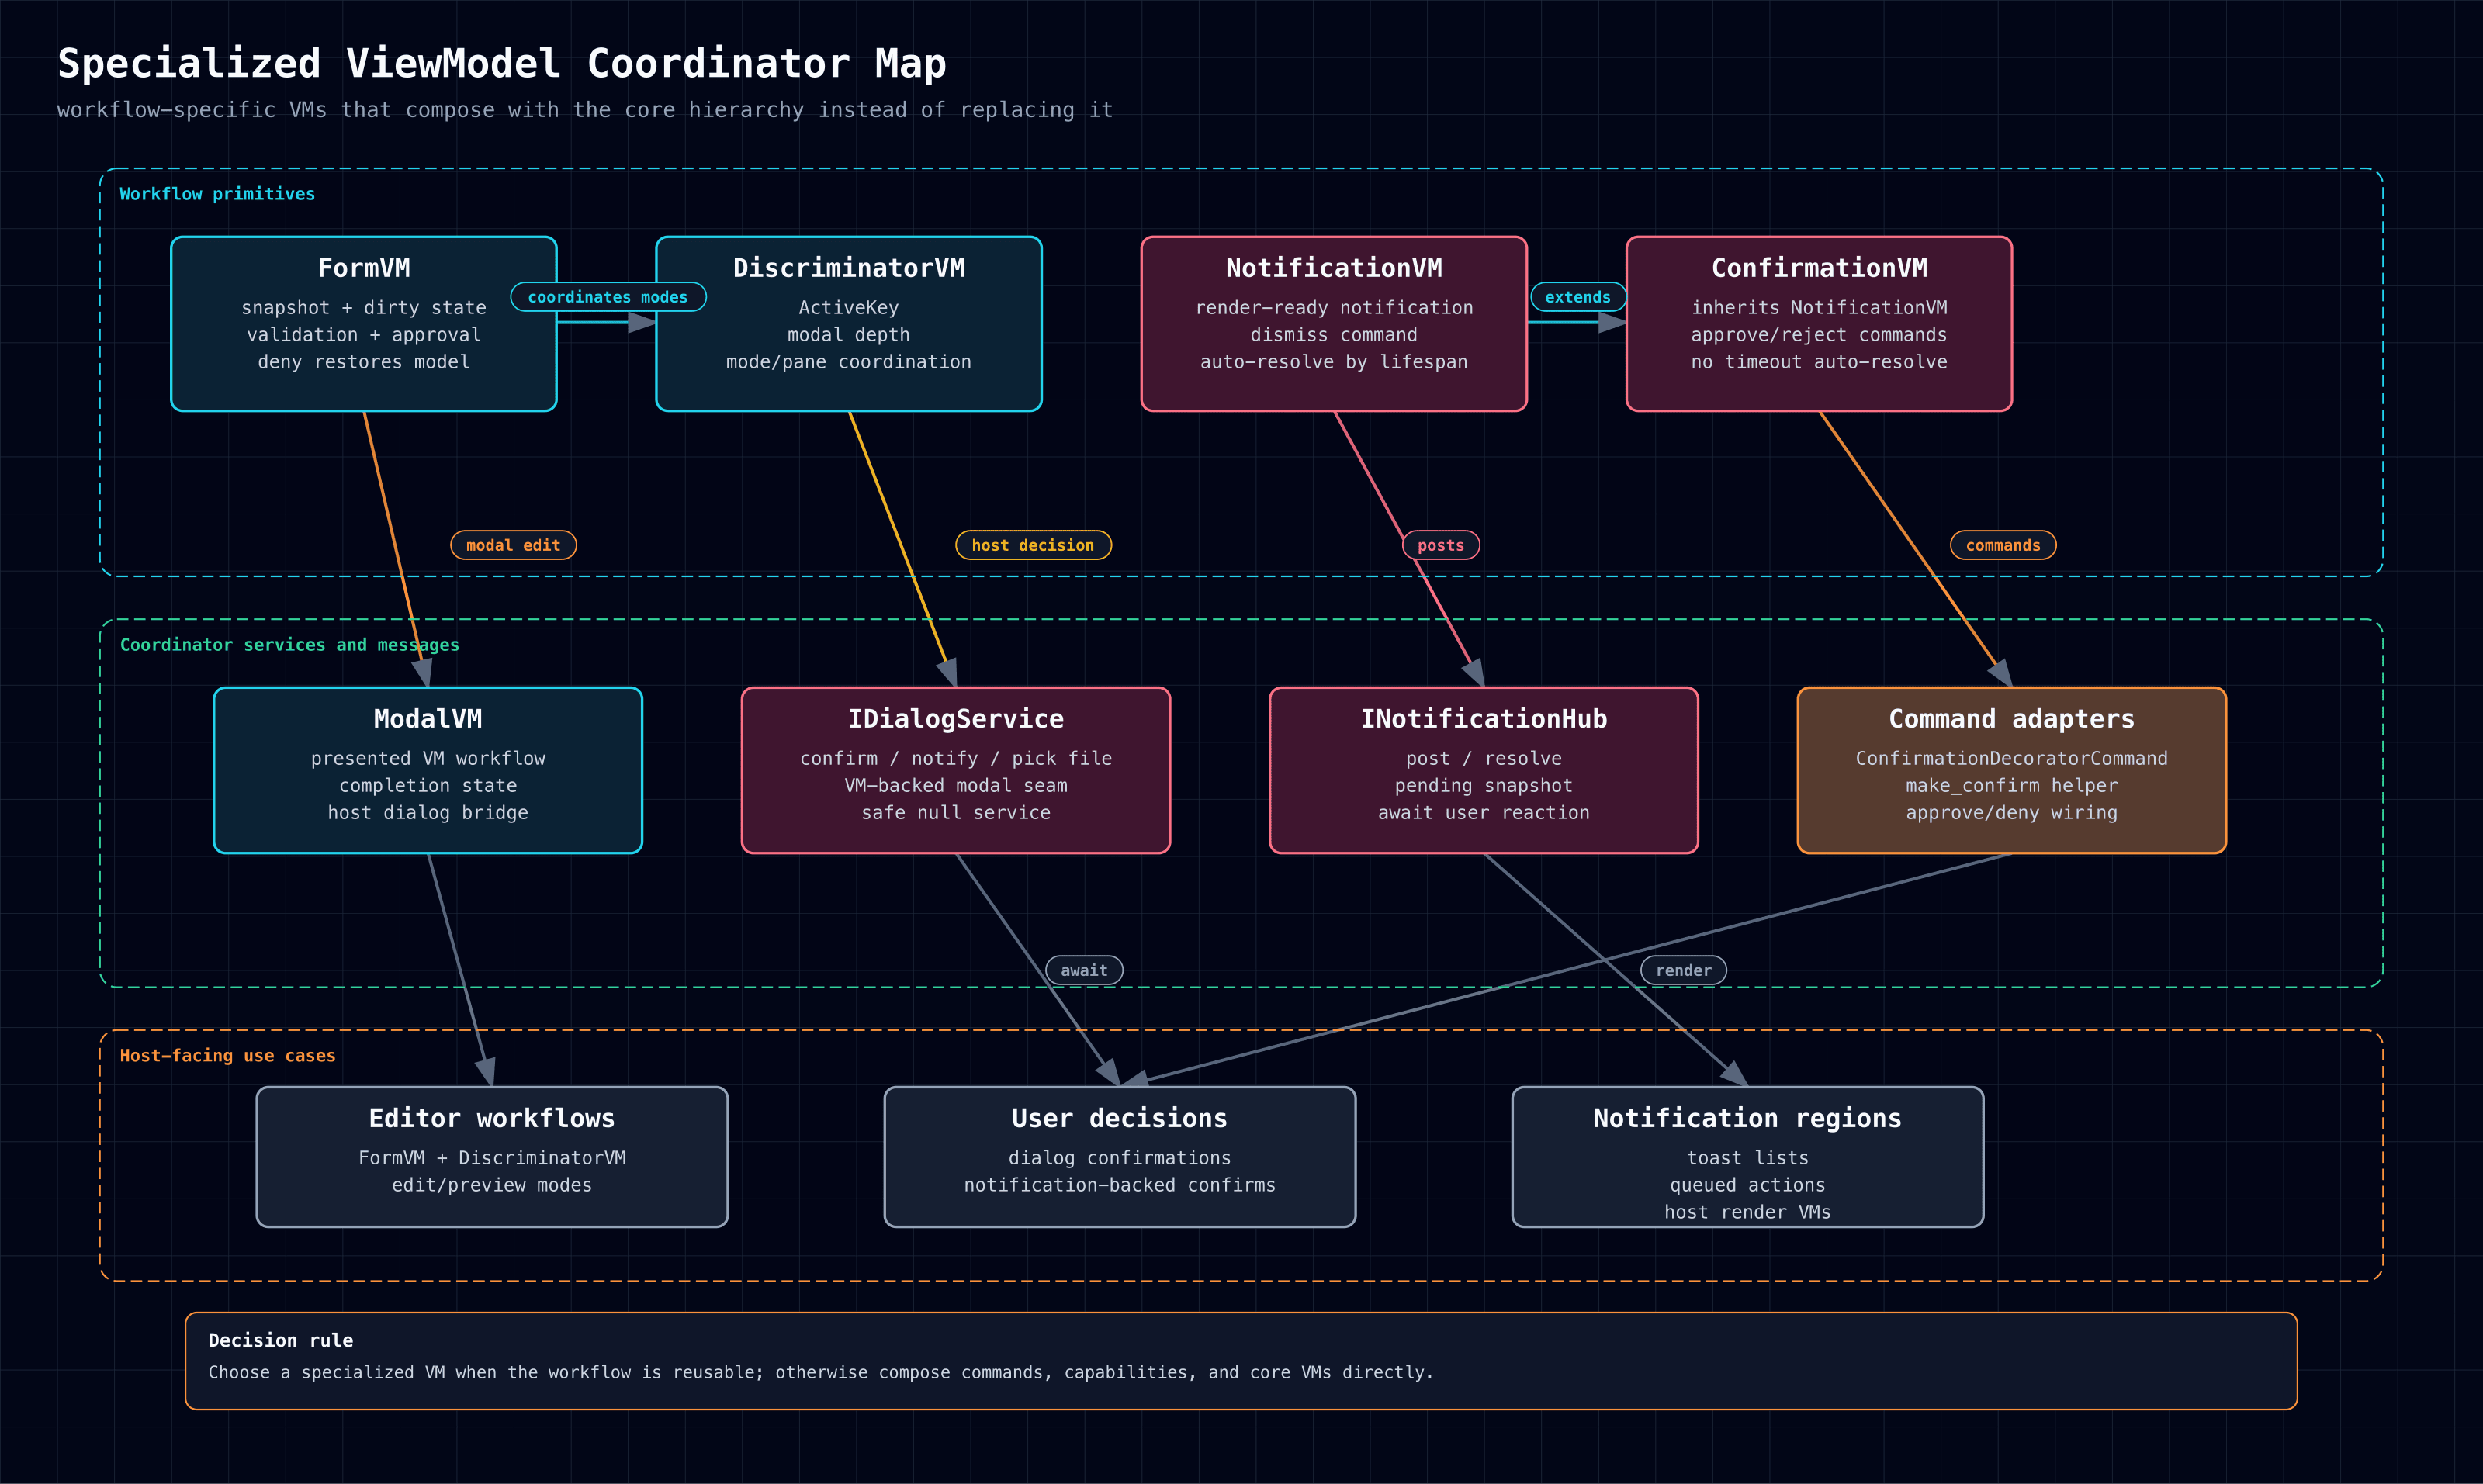 Specialized ViewModel Coordinator Map
workflow-specific VMs that compose with the core hierarchy instead of replacing it
Workflow primitives
FormVM
snapshot + dirty state
validation + approval
deny restores model
coordinates modes
DiscriminatorVM
ActiveKey
modal depth
mode/pane coordination
NotificationVM
render-ready notification
dismiss command
auto-resolve by lifespan
extends
ConfirmationVM
inherits NotificationVM
approve/reject commands
no timeout auto-resolve
modal edit
host decision
posts
commands
Coordinator services and messages
ModalVM
presented VM workflow
completion state
host dialog bridge
IDialogService
confirm / notify / pick file
VM-backed modal seam
safe null service
INotificationHub
post / resolve
pending snapshot
await user reaction
Command adapters
ConfirmationDecoratorCommand
make_confirm helper
approve/deny wiring
await
render
Host-facing use cases
Editor workflows
FormVM + DiscriminatorVM
edit/preview modes
User decisions
dialog confirmations
notification-backed confirms
Notification regions
toast lists
queued actions
host render VMs
Decision rule
Choose a specialized VM when the workflow is reusable; otherwise compose commands, capabilities, and core VMs directly.